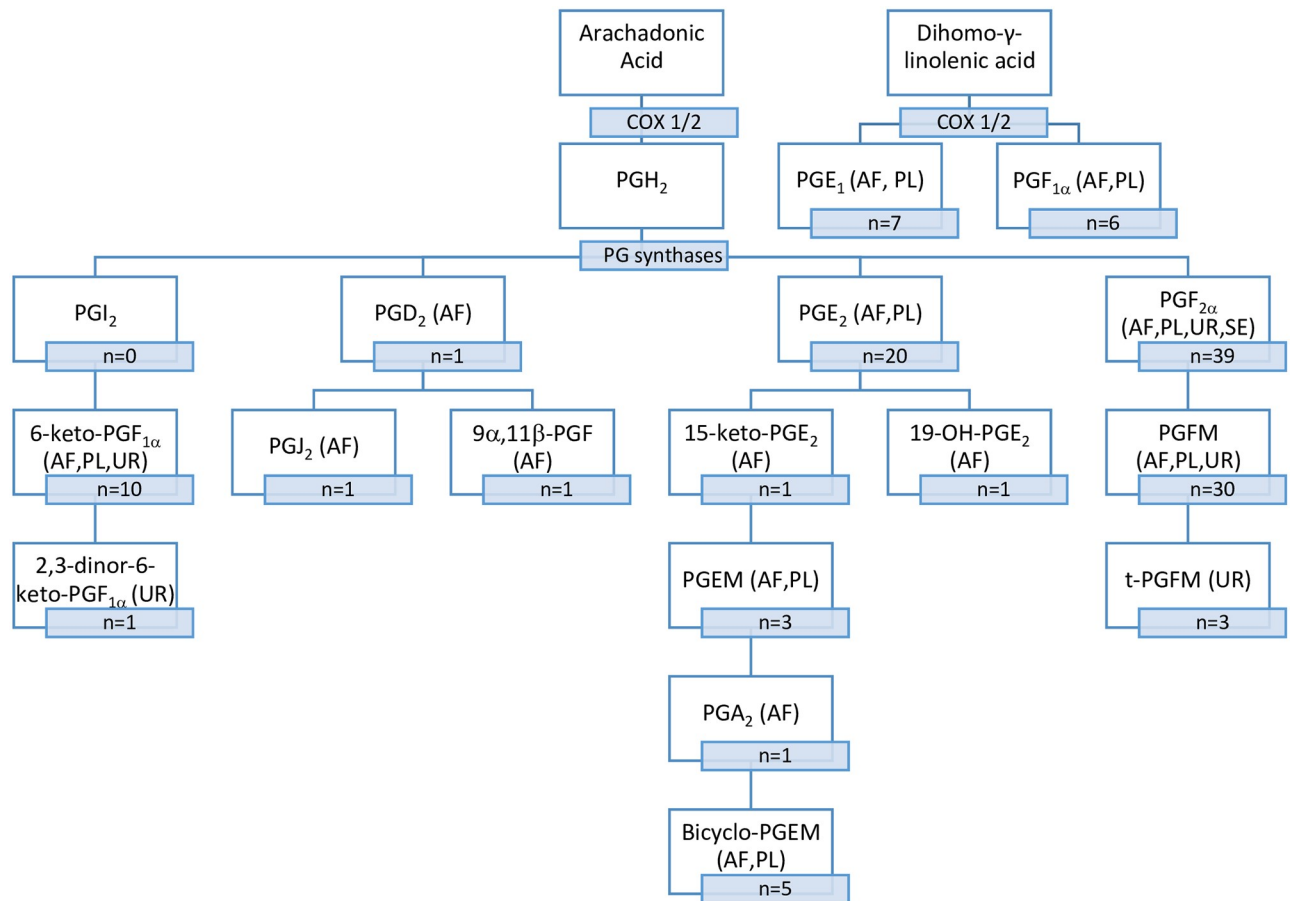 Arachadonic
Acid
Dihomo-γ-
linolenic acid
COX 1/2
COX 1/2
PGH₂
PGE₁ (AF, PL)
n=7
PGF₁α (AF,PL)
n=6
PG synthases
PGI₂
n=0
PGD₂ (AF)
n=1
PGE₂ (AF,PL)
n=20
PGF₂α
(AF,PL,UR,SE)
n=39
6-keto-PGF₁α
(AF,PL,UR)
n=10
PGJ₂ (AF)
n=1
9α,11β-PGF
(AF)
n=1
15-keto-PGE₂
(AF)
n=1
19-OH-PGE₂
(AF)
n=1
PGFM
(AF,PL,UR)
n=30
2,3-dinor-6-
keto-PGF₁α (UR)
n=1
PGEM (AF,PL)
n=3
t-PGFM (UR)
n=3
PGA₂ (AF)
n=1
Bicyclo-PGEM
(AF,PL)
n=5